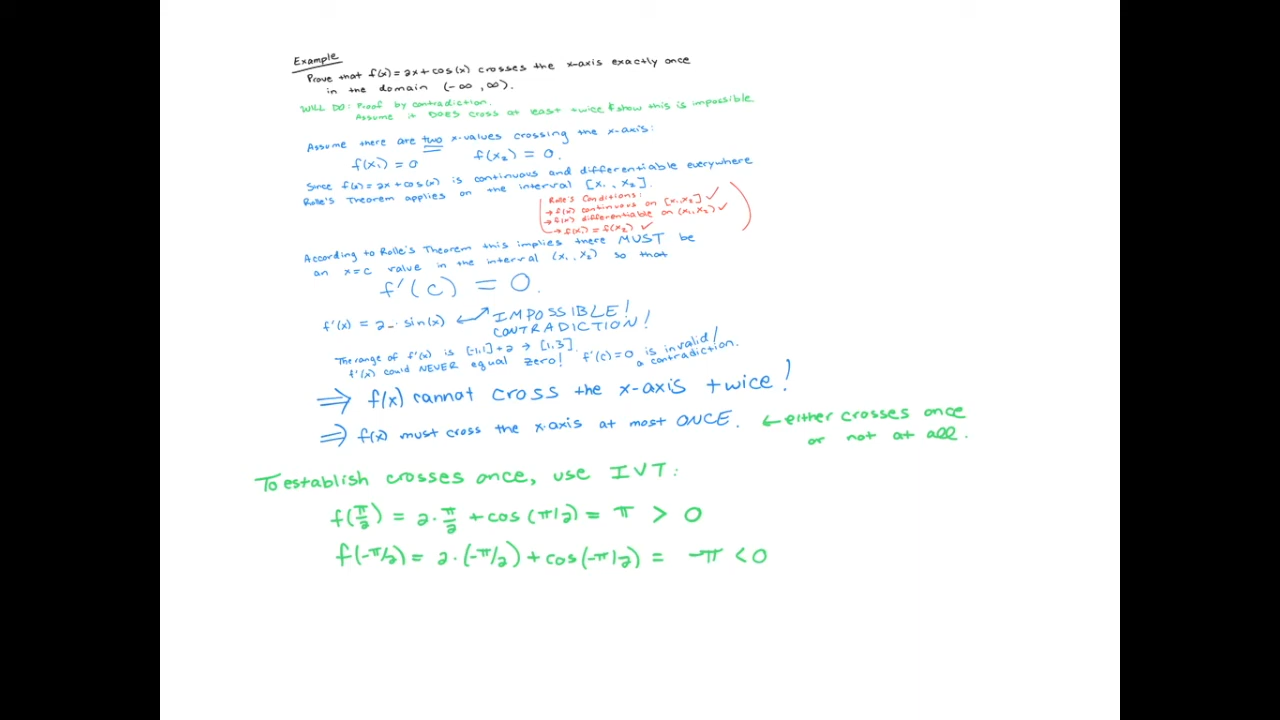 Example
Prove that f(x) = 2x + cos(x) crosses the x-axis exactly once
in the domain (-∞, ∞).
WILL DO: Proof by contradiction.
Assume it DOES cross at least twice & show this is impossible.
Assume there are two x-values crossing the x-axis:
f(x₁) = 0 f(x₂) = 0.
Since f(x) = 2x + cos(x) is continuous and differentiable everywhere
Rolle's Theorem applies on the interval [x₁, x₂].
Rolle's Conditions:
→ f(x) continuous on [x₁, x₂] ✓
→ f(x) differentiable on (x₁, x₂) ✓
→ f(x₁) = f(x₂) ✓
According to Rolle's Theorem this implies there MUST be
an x=c value in the interval (x₁, x₂) so that
f'(c) = 0.
f'(x) = 2 - sin(x) ↔ IMPOSSIBLE!
CONTRADICTION!
The range of f'(x) is [-1,1] + 2 → [1,3].
f'(x) could NEVER equal zero!
f'(c) = 0 is invalid!
a contradiction.
⇒ f(x) cannot cross the x-axis twice!
⇒ f(x) must cross the x-axis at most ONCE. ← either crosses once
or not at all.
To establish crosses once, use IVT:
f(π/2) = 2·π/2 + cos(π/2) = π > 0
f(-π/2) = 2·(-π/2) + cos(-π/2) = -π < 0